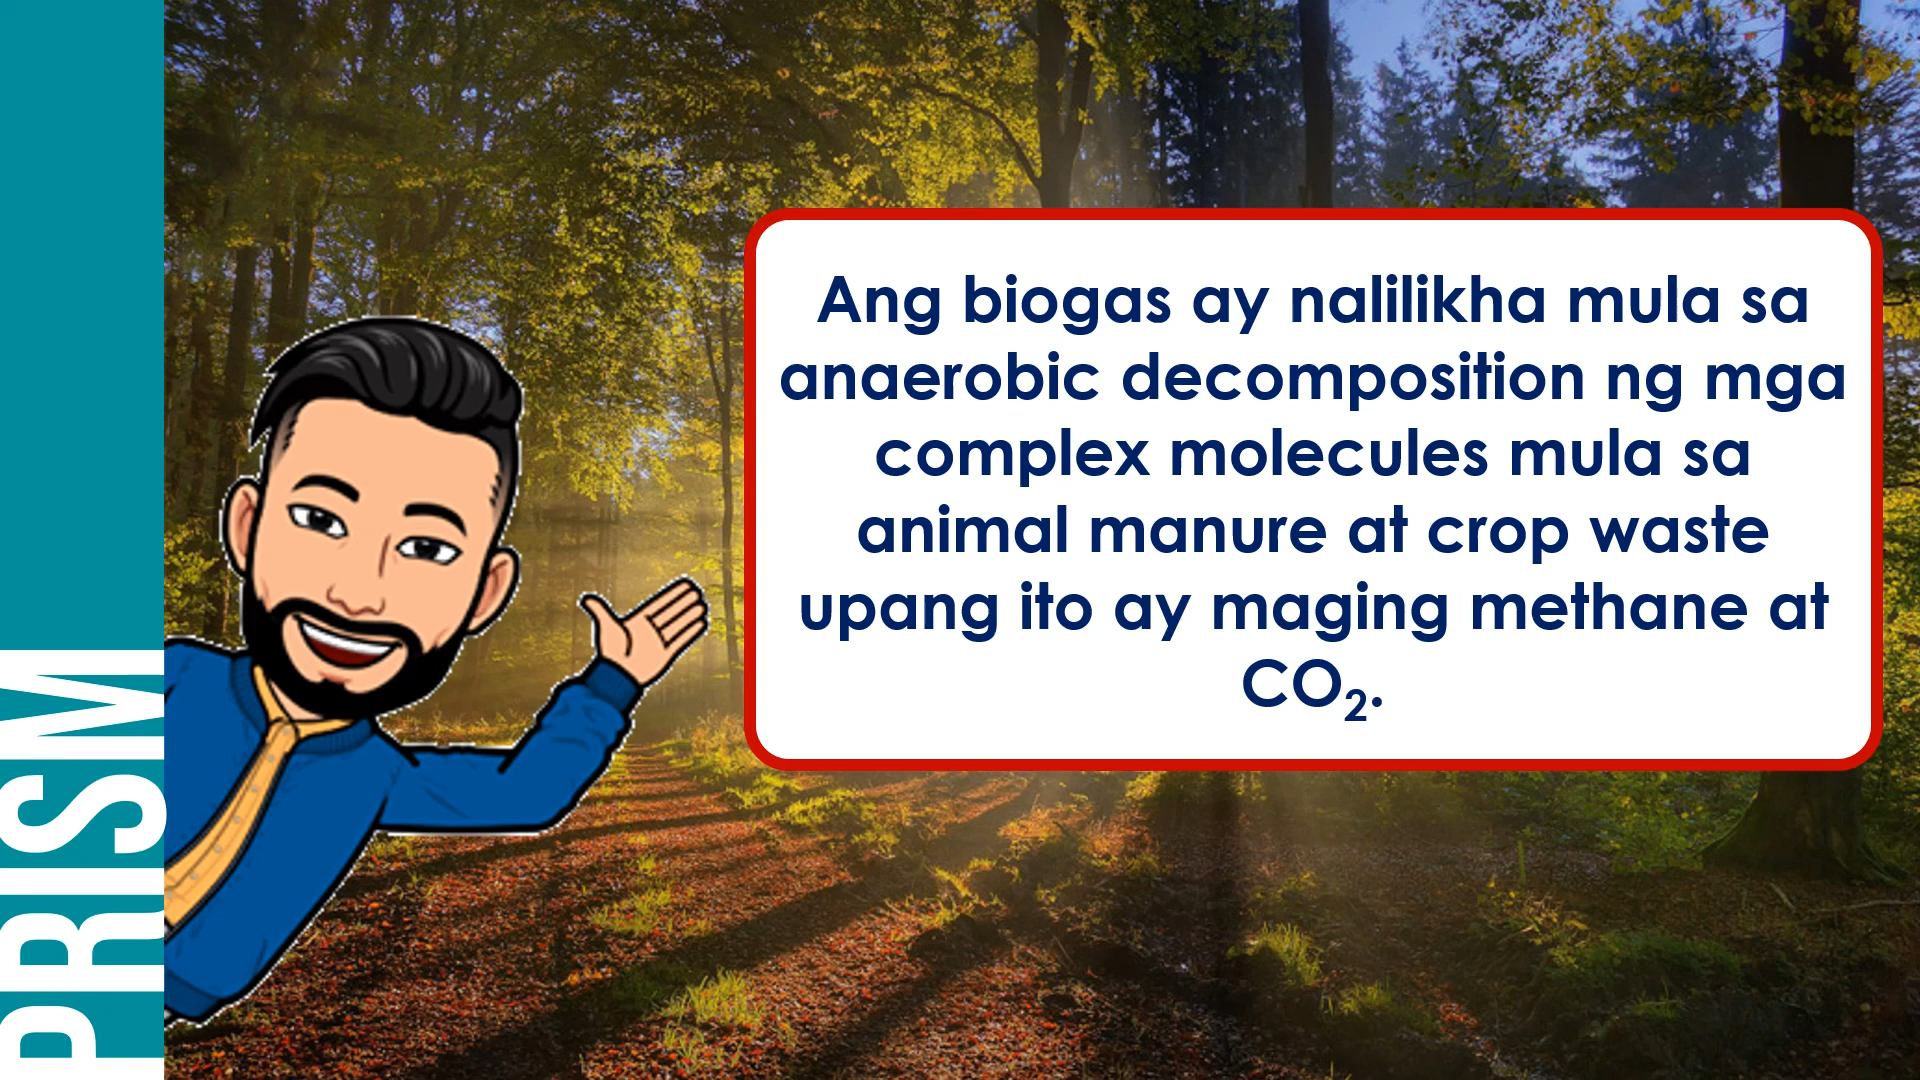 Ang biogas ay nalilikha mula sa
anaerobic decomposition ng mga
complex molecules mula sa
animal manure at crop waste
upang ito ay maging methane at
CO₂.
PRISM